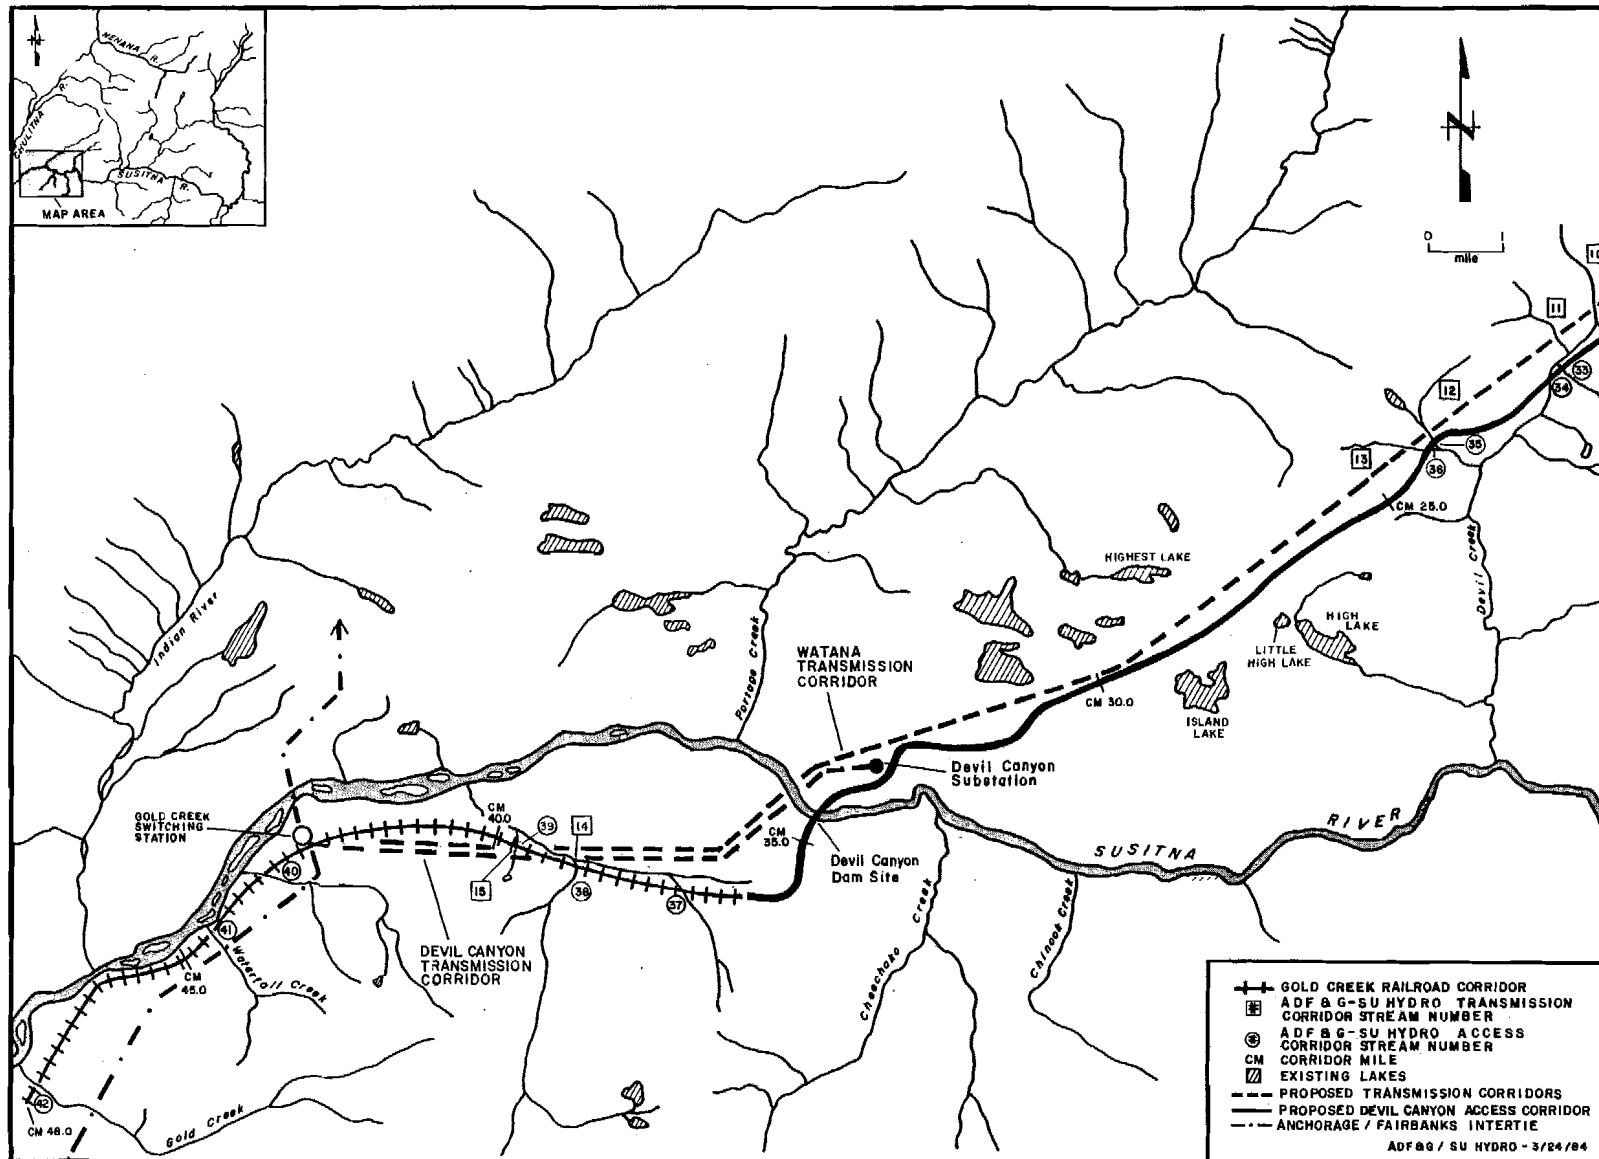 NENANA R.
CHULITNA R.
SUSITNA R.
MAP AREA
N
0 1
mile
11
33
34
12
35
36
13
CM 25.0
Devil Creek
HIGHEST LAKE
HIGH
LAKE
LITTLE
HIGH LAKE
ISLAND
LAKE
CM 30.0
Indian River
Portage Creek
WATANA
TRANSMISSION
CORRIDOR
Devil Canyon
Substation
GOLD CREEK
SWITCHING
STATION
CM
40.0
39
14
CM
35.0
Devil Canyon
Dam Site
SUSITNA RIVER
40
15
38
37
41
DEVIL CANYON
TRANSMISSION
CORRIDOR
Waterfall Creek
CM
45.0
Cheechako Creek
Chinook Creek
42
CM 48.0
Gold Creek
GOLD CREEK RAILROAD CORRIDOR
ADF&G-SU HYDRO TRANSMISSION
CORRIDOR STREAM NUMBER
ADF&G-SU HYDRO ACCESS
CORRIDOR STREAM NUMBER
CM CORRIDOR MILE
EXISTING LAKES
PROPOSED TRANSMISSION CORRIDORS
PROPOSED DEVIL CANYON ACCESS CORRIDOR
ANCHORAGE / FAIRBANKS INTERTIE
ADF&G / SU HYDRO - 3/24/84